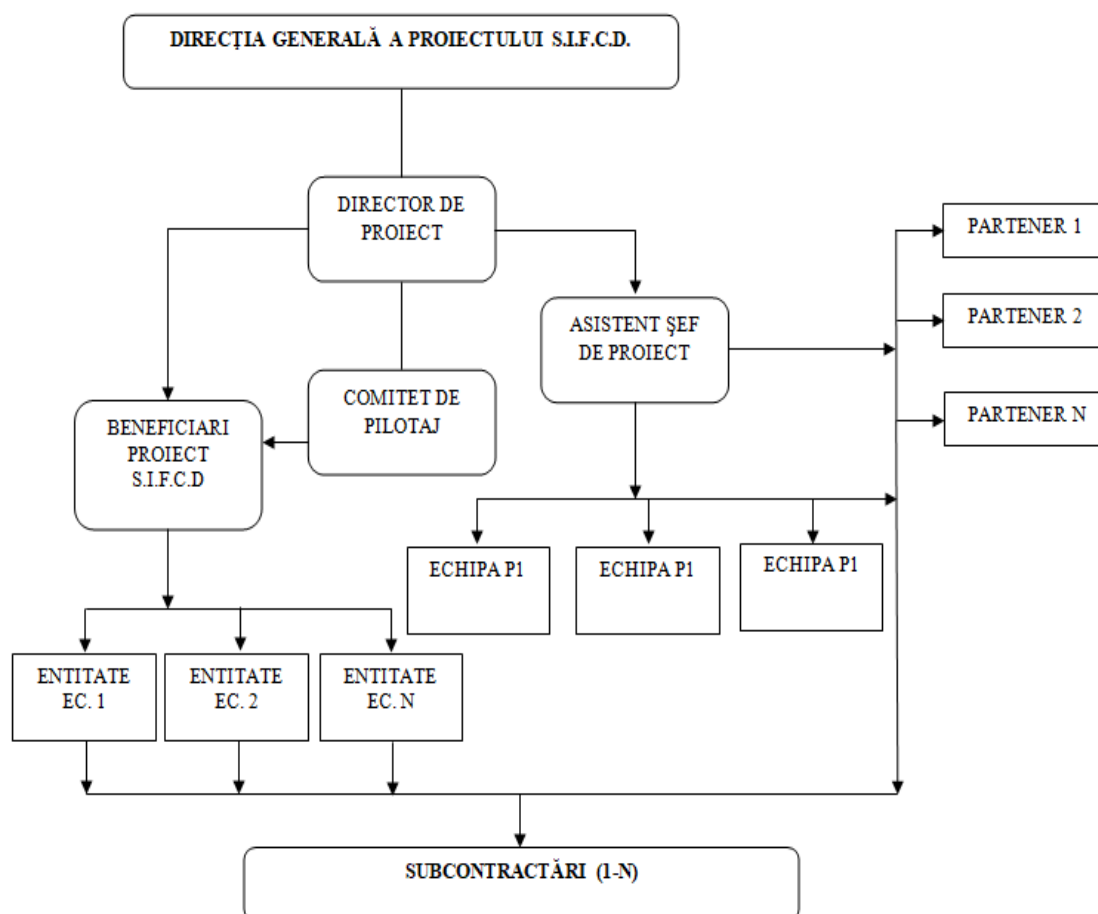 DIRECŢIA GENERALĂ A PROIECTULUI S.I.F.C.D.
DIRECTOR DE
PROIECT
PARTENER 1
ASISTENT ŞEF
DE PROIECT
PARTENER 2
COMITET DE
PILOTAJ
PARTENER N
BENEFICIARI
PROIECT
S.I.F.C.D
ECHIPA P1
ECHIPA P1
ECHIPA P1
ENTITATE
EC. 1
ENTITATE
EC. 2
ENTITATE
EC. N
SUBCONTRACTĂRI (1-N)